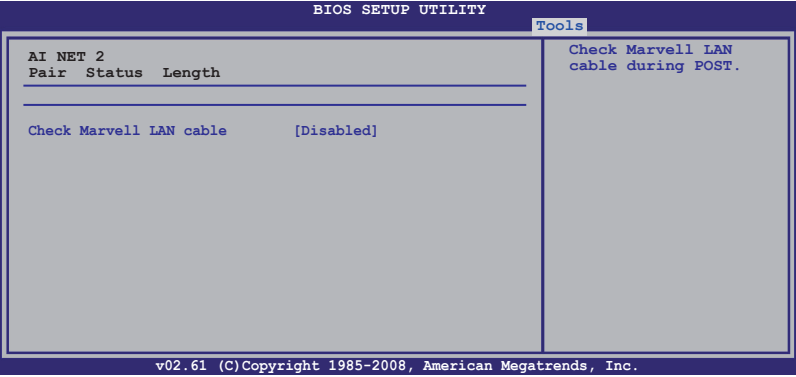 BIOS SETUP UTILITY
Tools
AI NET 2
Pair Status Length
Check Marvell LAN cable [Disabled]
Check Marvell LAN
cable during POST.
v02.61 (C)Copyright 1985-2008, American Megatrends, Inc.